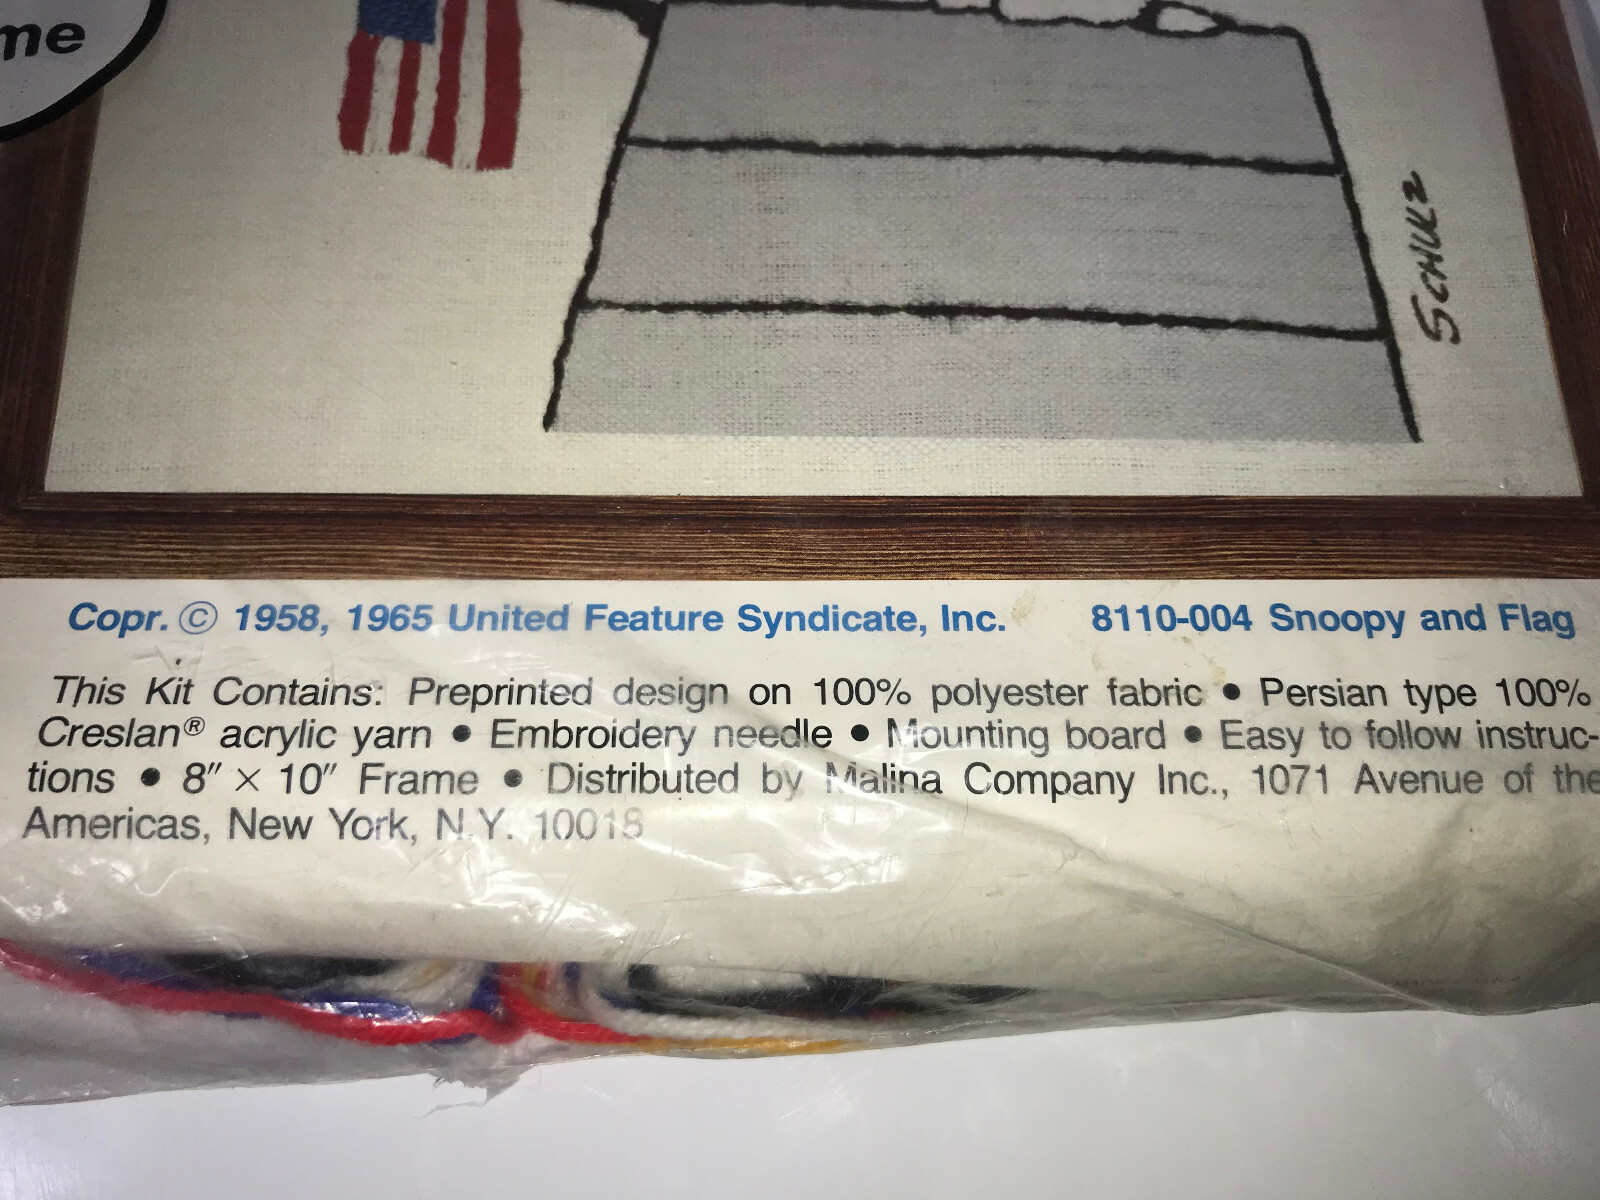 me
SCHULZ
Copr. © 1958, 1965 United Feature Syndicate, Inc. 8110-004 Snoopy and Flag
This Kit Contains: Preprinted design on 100% polyester fabric • Persian type 100%
Creslan® acrylic yarn • Embroidery needle • Mounting board • Easy to follow instruc-
tions • 8" × 10" Frame • Distributed by Malina Company Inc., 1071 Avenue of the
Americas, New York, N.Y. 10018